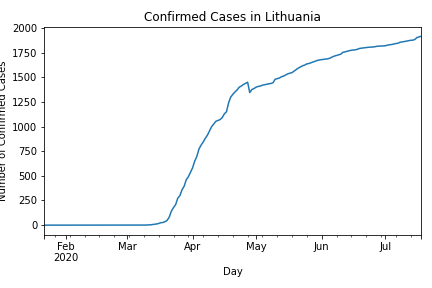 Confirmed Cases in Lithuania
Number of Confirmed Cases
2000
1750
1500
1250
1000
750
500
250
0
Feb
2020
Mar
Apr
May
Jun
Jul
Day